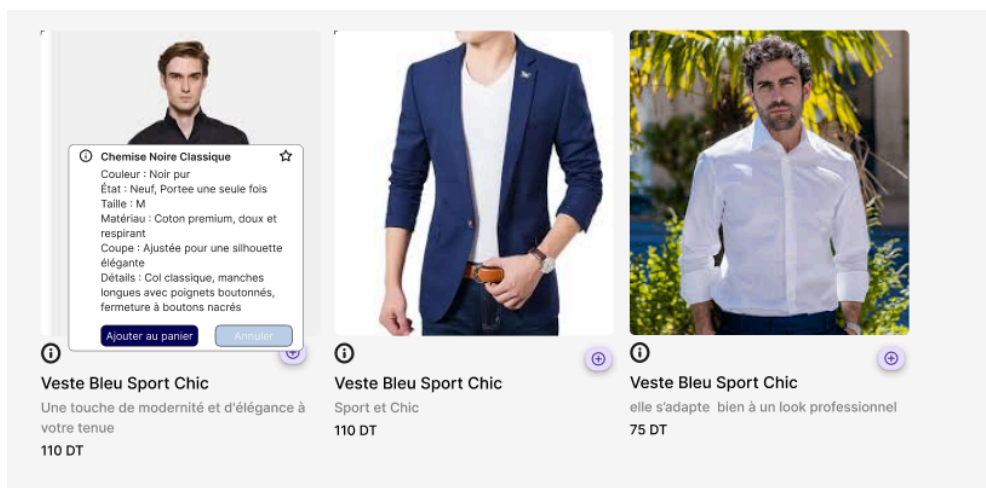 Chemise Noire Classique
Couleur : Noir pur
État : Neuf, Portee une seule fois
Taille : M
Matériau : Coton premium, doux et
respirant
Coupe : Ajustée pour une silhouette
élégante
Détails : Col classique, manches
longues avec poignets boutonnés,
fermeture à boutons nacrés
Ajouter au panier
Annuler
Veste Bleu Sport Chic
Une touche de modernité et d'élégance à
votre tenue
110 DT
Veste Bleu Sport Chic
Sport et Chic
110 DT
Veste Bleu Sport Chic
elle s'adapte bien à un look professionnel
75 DT